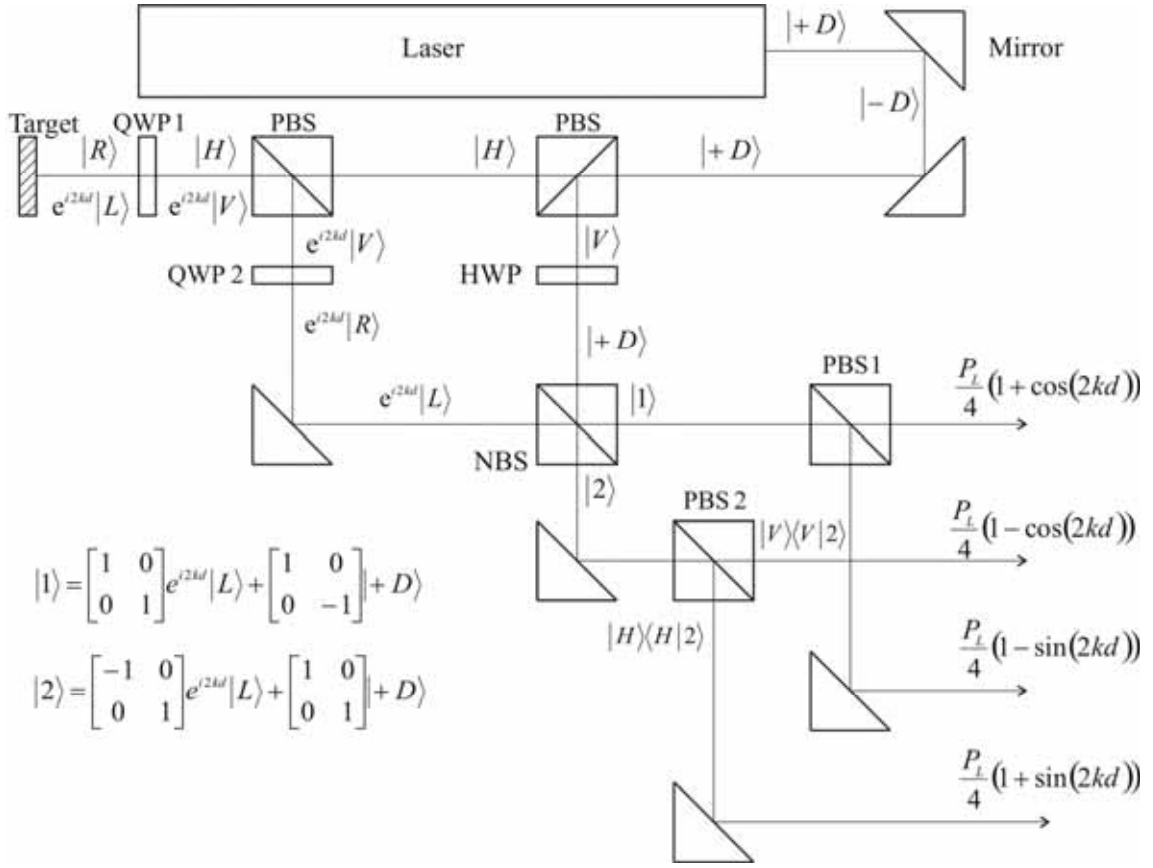 |+D⟩
Laser
Mirror
|−D⟩
Target
QWP 1
PBS
PBS
|R⟩
|H⟩
|H⟩
|+D⟩
e^{i2kd}|L⟩
e^{i2kd}|V⟩
e^{i2kd}|V⟩
|V⟩
QWP 2
HWP
e^{i2kd}|R⟩
|+D⟩
PBS 1
e^{i2kd}|L⟩
|1⟩
P_L/4 (1+cos(2kd))
NBS
|2⟩
PBS 2
|V⟩⟨V|2⟩
P_L/4 (1−cos(2kd))
|1⟩ = [1 0; 0 1] e^{i2kd}|L⟩ + [1 0; 0 −1] |+D⟩
|H⟩⟨H|2⟩
P_L/4 (1−sin(2kd))
|2⟩ = [−1 0; 0 1] e^{i2kd}|L⟩ + [1 0; 0 1] |+D⟩
P_L/4 (1+sin(2kd))